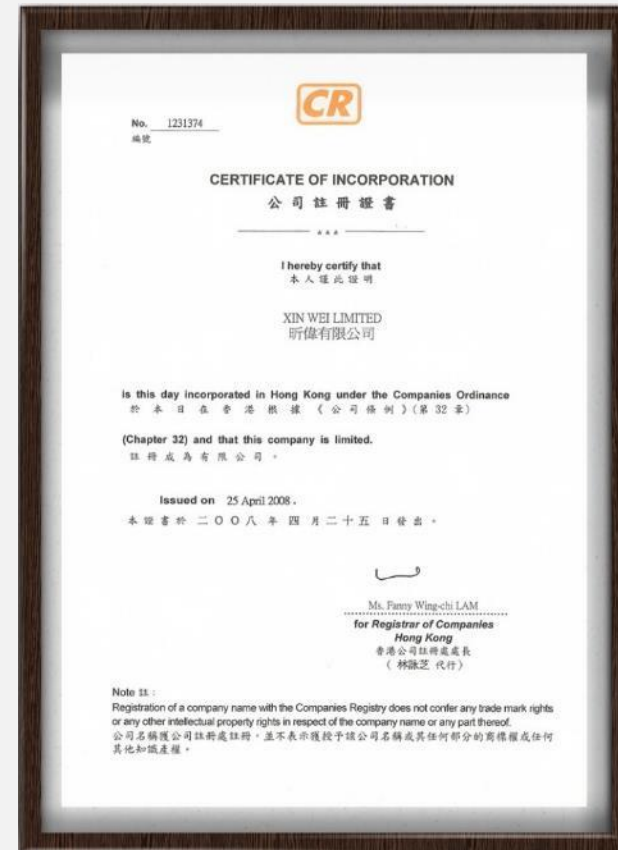 CR
No. 1231374
編號
CERTIFICATE OF INCORPORATION
公司註冊證書
* * *
I hereby certify that
本人謹此證明
XIN WEI LIMITED
昕偉有限公司
is this day incorporated in Hong Kong under the Companies Ordinance
於本日在香港根據《公司條例》(第32章)
(Chapter 32) and that this company is limited.
註冊成為有限公司。
Issued on 25 April 2008.
本證書於二〇〇八年四月二十五日發出。
Ms. Fanny Wing-chi LAM
for Registrar of Companies
Hong Kong
香港公司註冊處處長
(林詠芝 代行)
Note 註:
Registration of a company name with the Companies Registry does not confer any trade mark rights
or any other intellectual property rights in respect of the company name or any part thereof.
公司名稱獲公司註冊處註冊,並不表示獲授予該公司名稱或其任何部分的商標權或任何
其他知識產權。